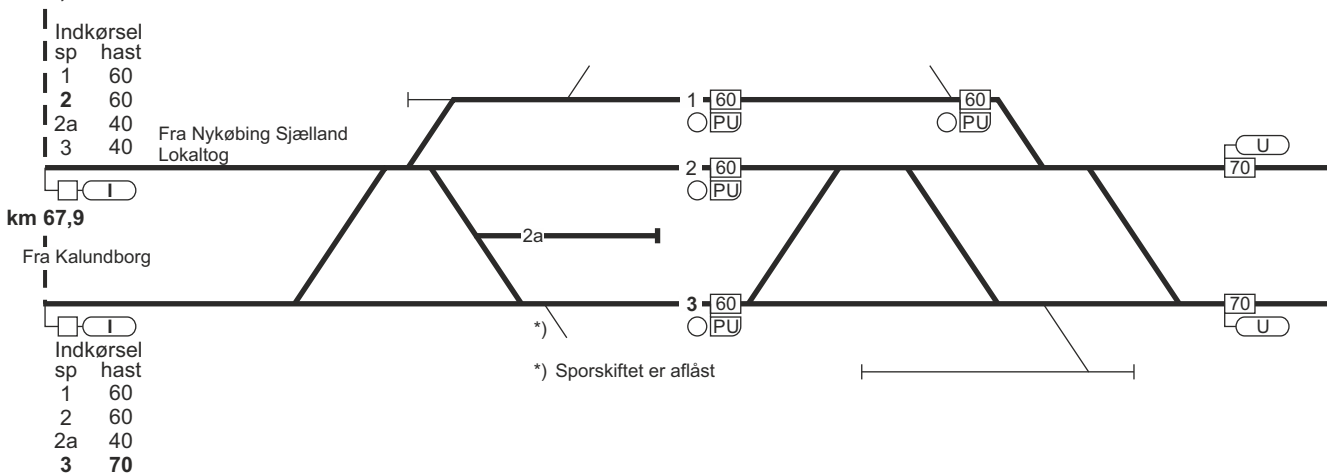 Indkørsel
sp hast
1 60
2 60
2a 40
3 40
Fra Nykøbing Sjælland
Lokaltog
I
km 67,9
Fra Kalundborg
I
Indkørsel
sp hast
1 60
2 60
2a 40
3 70
1 60
PU
60
PU
2 60
PU
2a
3 60
PU
*)
*) Sporskiftet er aflåst
U
70
70
U